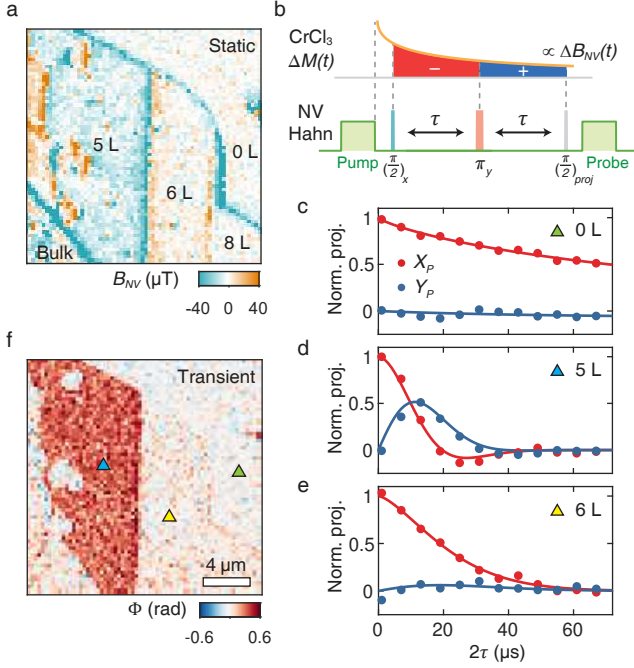 a
Static
5 L
0 L
6 L
8 L
Bulk
B_NV (μT)
-40 0 40
b
CrCl₃
ΔM(t)
∝ ΔB_NV(t)
− +
NV
Hahn
τ τ
Pump
(π/2)_x
π_y
(π/2)_proj
Probe
c
Norm. proj.
1
0.5
0
0 L
X_P
Y_P
d
Norm. proj.
1
0.5
0
5 L
e
Norm. proj.
1
0.5
0
6 L
0 20 40 60
2τ (μs)
f
Transient
4 μm
Φ (rad)
-0.6 0.6